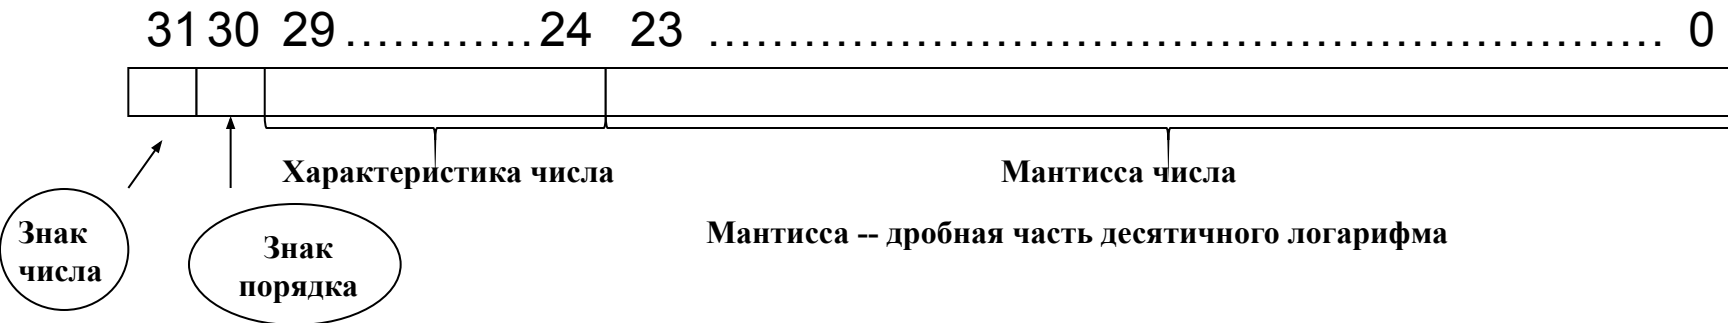 31 30 29 ............ 24 23 ............................................................ 0
Характеристика числа
Мантисса числа
Знак
числа
Знак
порядка
Мантисса -- дробная часть десятичного логарифма